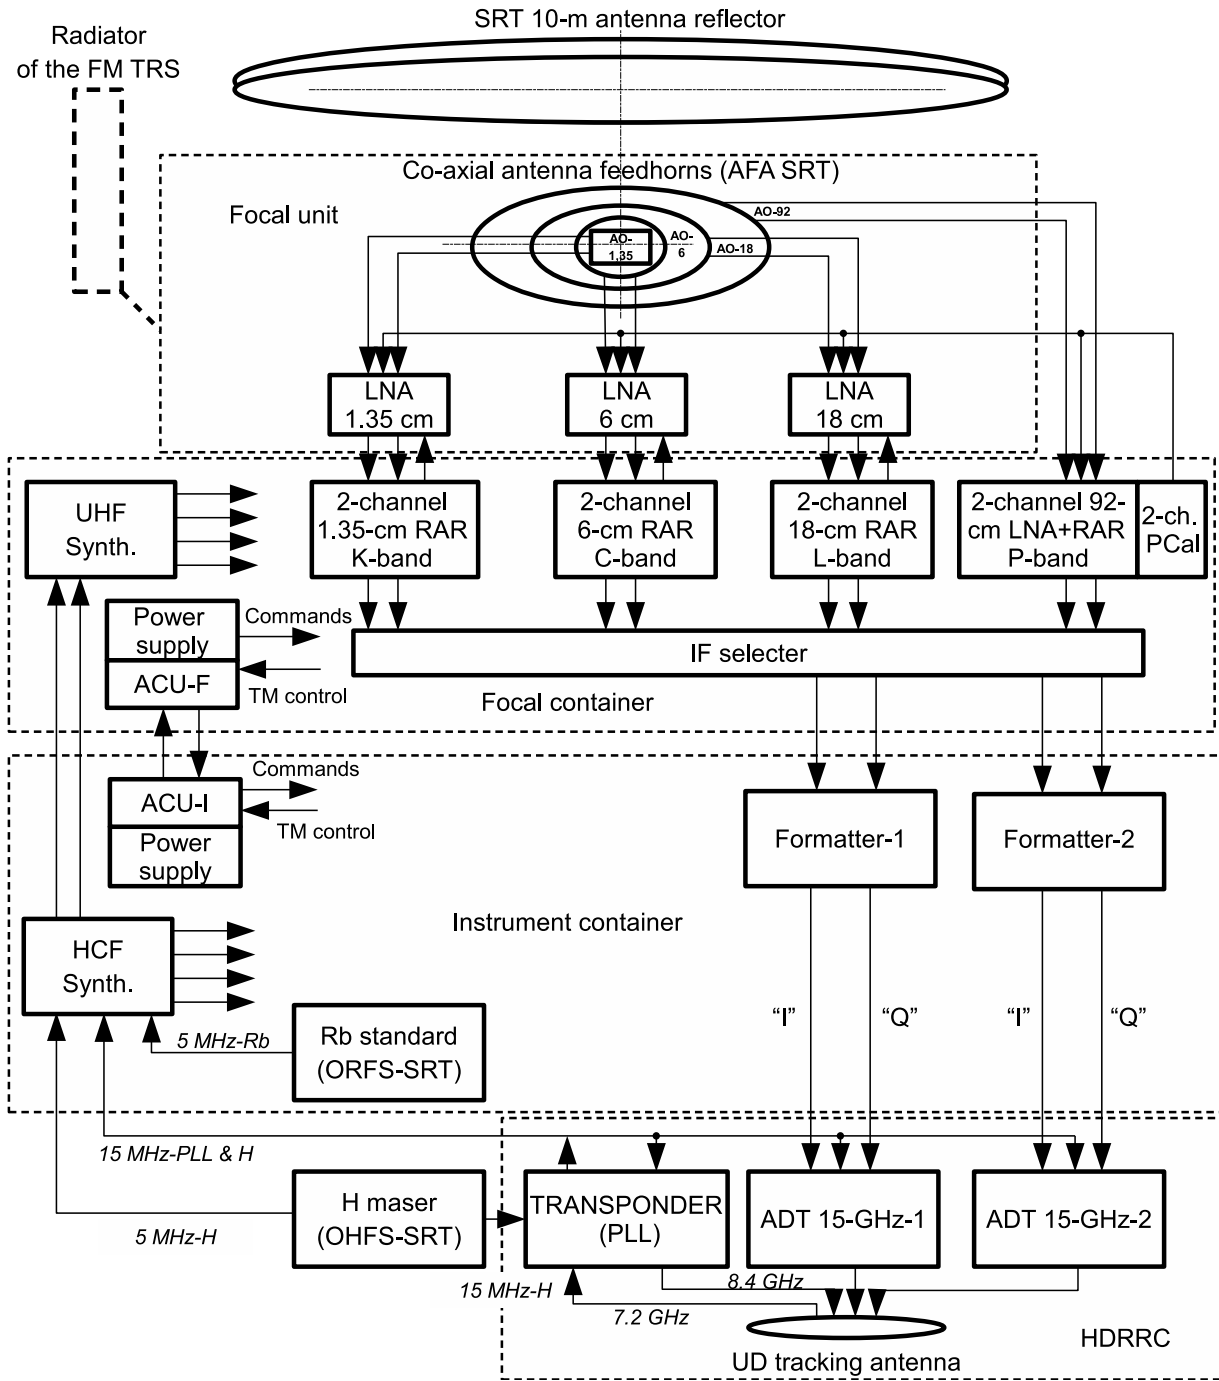 SRT 10-m antenna reflector
Radiator
of the FM TRS
Co-axial antenna feedhorns (AFA SRT)
Focal unit
AO-92
AO-
1,35
AO-
6
AO-18
LNA
1.35 cm
LNA
6 cm
LNA
18 cm
UHF
Synth.
2-channel
1.35-cm RAR
K-band
2-channel
6-cm RAR
C-band
2-channel
18-cm RAR
L-band
2-channel 92-
cm LNA+RAR
P-band
2-ch.
PCal
Power
supply
ACU-F
Commands
TM control
IF selecter
Focal container
ACU-I
Power
supply
Commands
TM control
Formatter-1
Formatter-2
Instrument container
HCF
Synth.
5 MHz-Rb
Rb standard
(ORFS-SRT)
“I”
“Q”
“I”
“Q”
15 MHz-PLL & H
H maser
(OHFS-SRT)
5 MHz-H
TRANSPONDER
(PLL)
ADT 15-GHz-1
ADT 15-GHz-2
15 MHz-H
8.4 GHz
7.2 GHz
HDRRC
UD tracking antenna